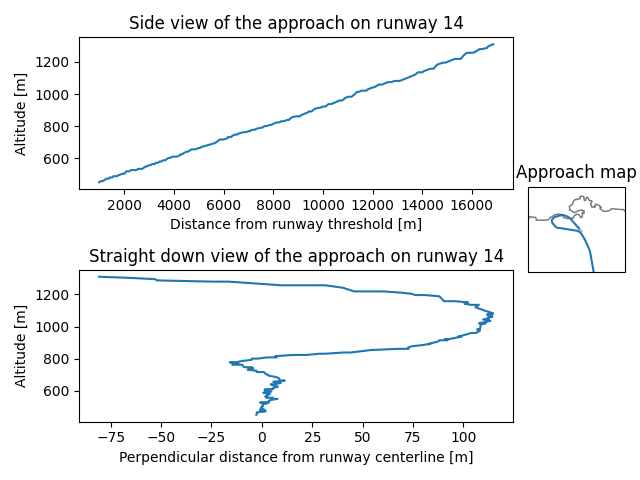 Side view of the approach on runway 14
Altitude [m]
1200
1000
800
600
2000 4000 6000 8000 10000 12000 14000 16000
Distance from runway threshold [m]
Approach map
Straight down view of the approach on runway 14
Altitude [m]
1200
1000
800
600
−75 −50 −25 0 25 50 75 100
Perpendicular distance from runway centerline [m]